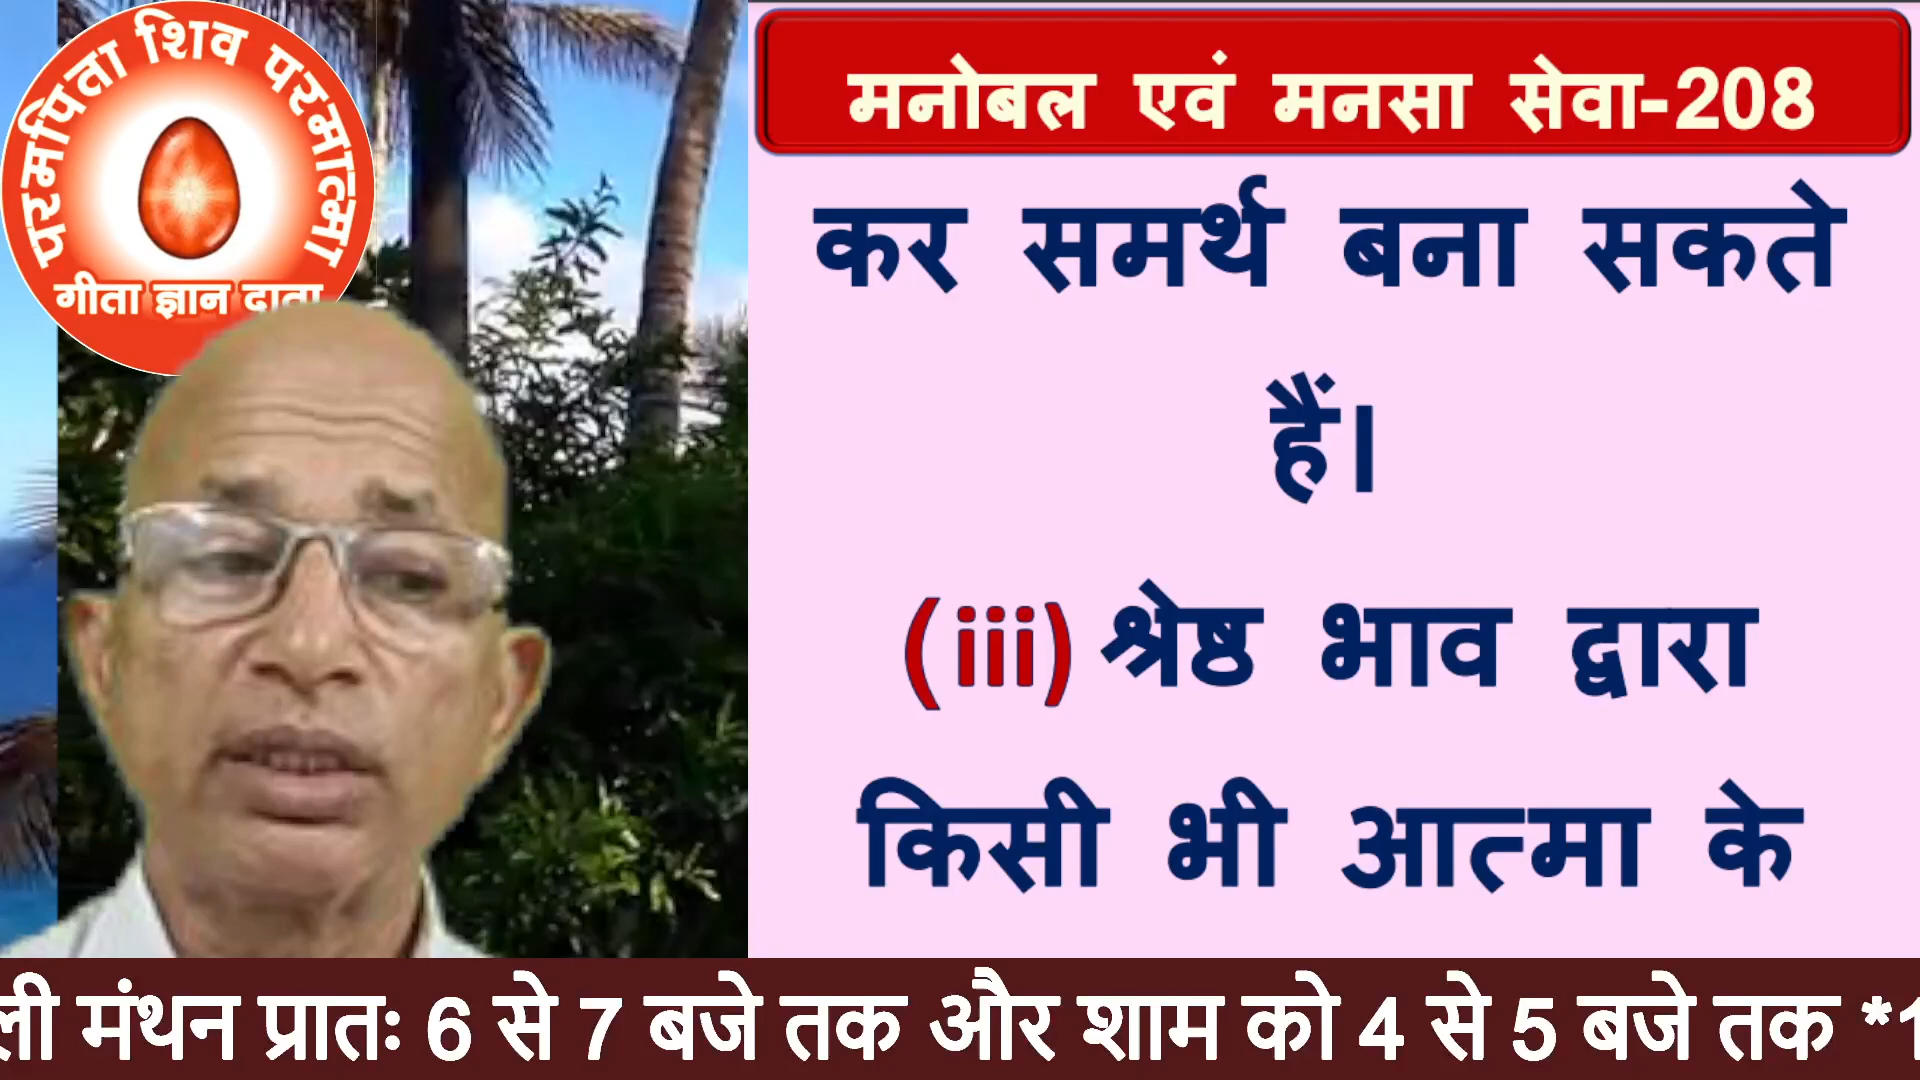 परमपिता शिव परमात्मा
गीता ज्ञान दाता
मनोबल एवं मनसा सेवा-208
कर समर्थ बना सकते
हैं।
(iii) श्रेष्ठ भाव द्वारा
किसी भी आत्मा के
ली मंथन प्रातः 6 से 7 बजे तक और शाम को 4 से 5 बजे तक *1